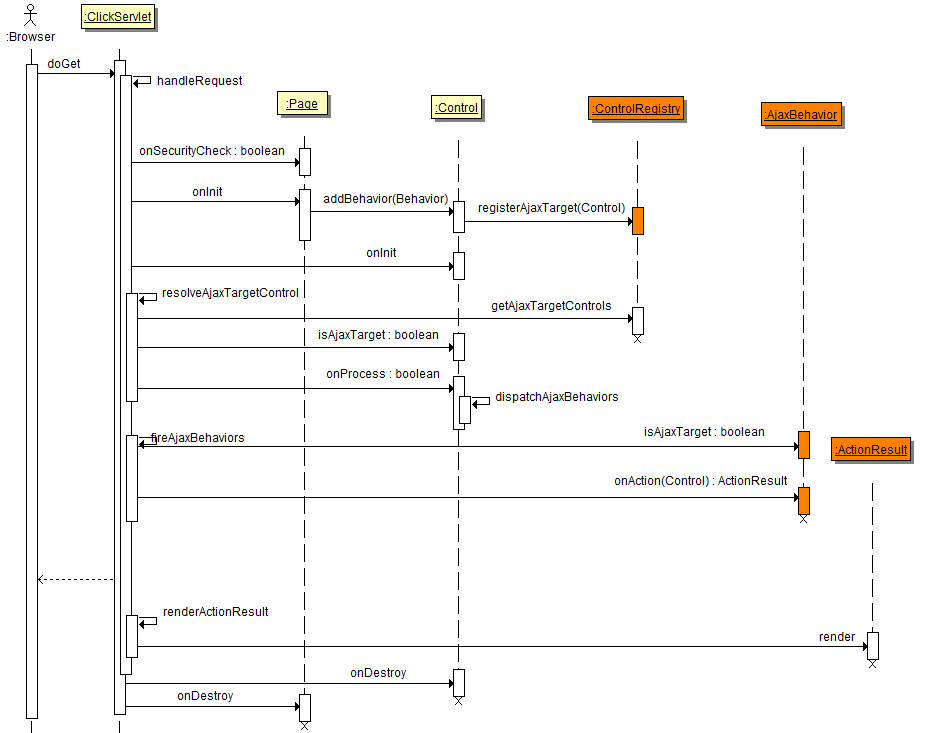 :Browser
:ClickServlet
doGet
handleRequest
:Page
:Control
:ControlRegistry
:AjaxBehavior
onSecurityCheck : boolean
onInit
addBehavior(Behavior)
registerAjaxTarget(Control)
onInit
resolveAjaxTargetControl
getAjaxTargetControls
isAjaxTarget : boolean
onProcess : boolean
dispatchAjaxBehaviors
fireAjaxBehaviors
isAjaxTarget : boolean
:ActionResult
onAction(Control) : ActionResult
renderActionResult
render
onDestroy
onDestroy